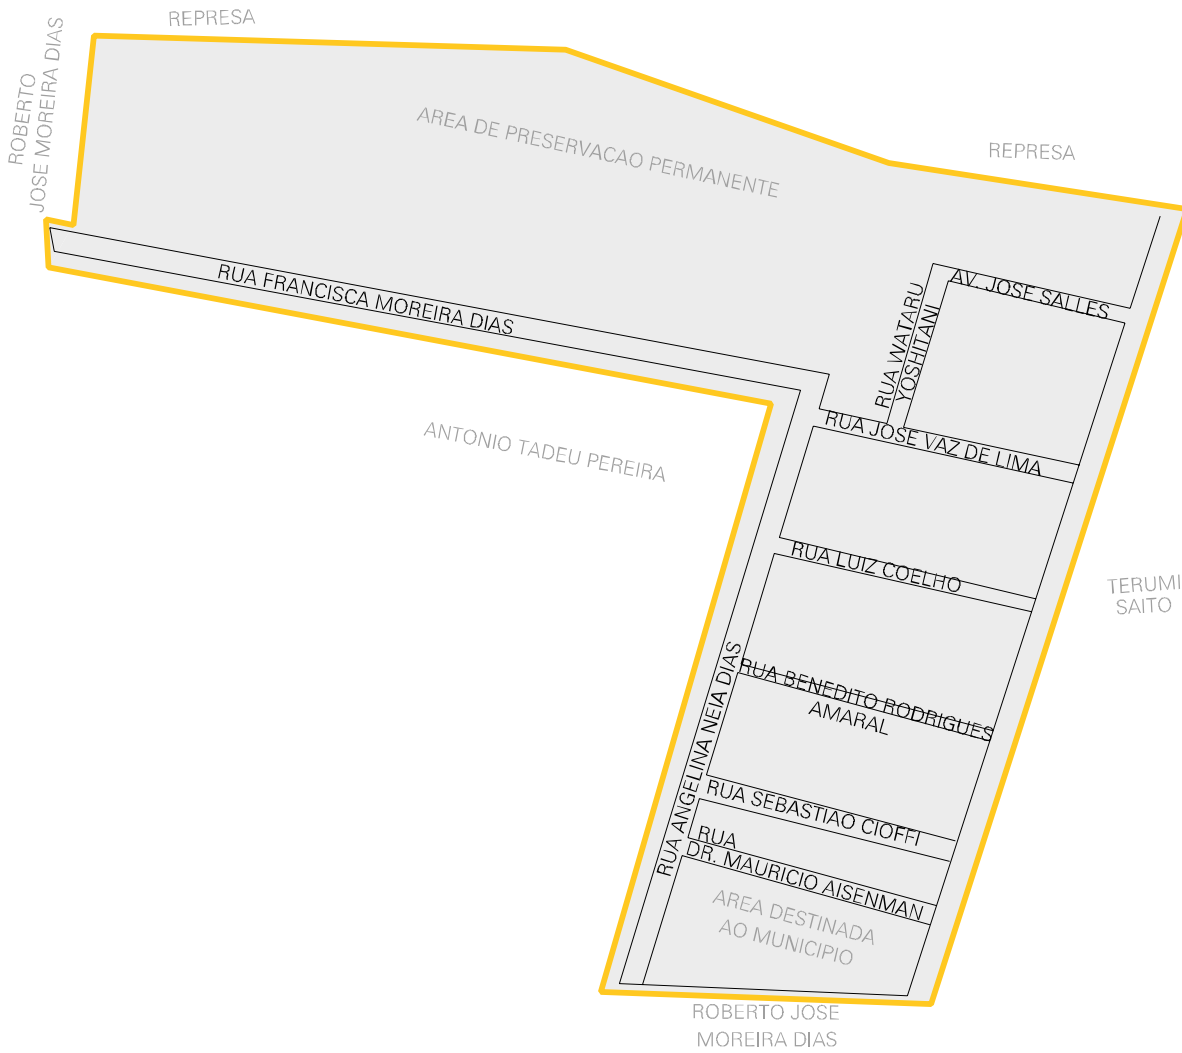 REPRESA
ROBERTO
JOSE MOREIRA DIAS
AREA DE PRESERVACAO PERMANENTE
REPRESA
RUA FRANCISCA MOREIRA DIAS
AV. JOSE SALLES
RUA WATARU
YOSHITANI
RUA JOSE VAZ DE LIMA
ANTONIO TADEU PEREIRA
RUA LUIZ COELHO
TERUMI
SAITO
RUA ANGELINA NEIA DIAS
RUA BENEDITO RODRIGUES
AMARAL
RUA SEBASTIAO CIOFFI
RUA
DR. MAURICIO AISENMAN
AREA DESTINADA
AO MUNICIPIO
ROBERTO JOSE
MOREIRA DIAS